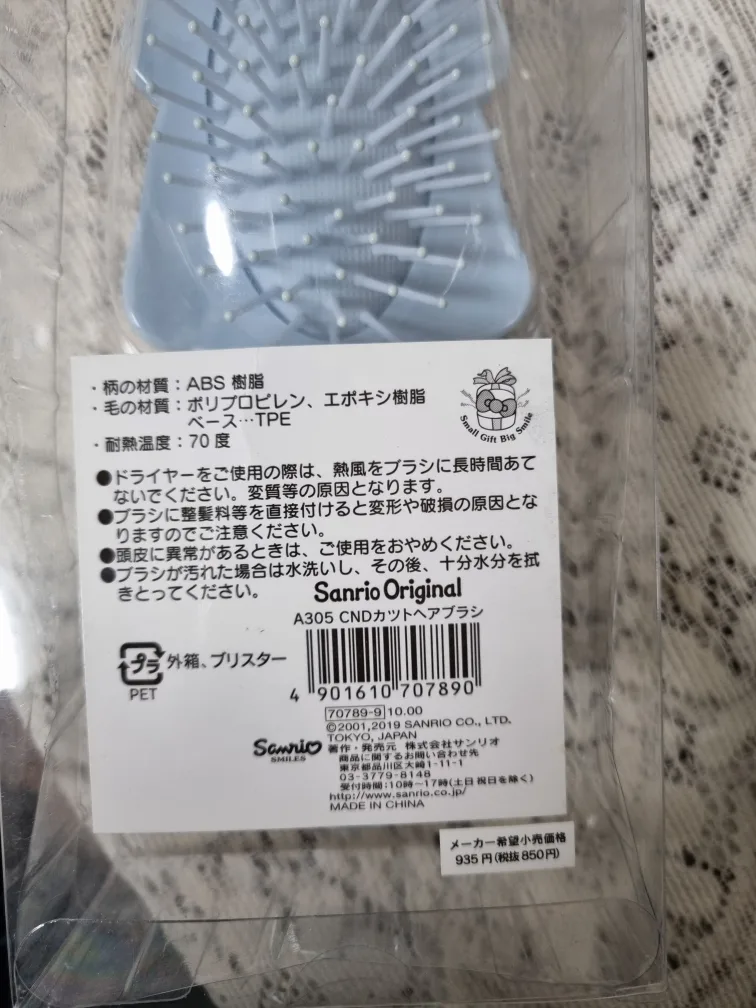 ・柄の材質：ABS 樹脂
・毛の材質：ポリプロピレン、エポキシ樹脂
ベース…TPE
・耐熱温度：70 度
Small Gift Big Smile
●ドライヤーをご使用の際は、熱風をブラシに長時間あて
ないでください。変質等の原因となります。
●ブラシに整髪料等を直接付けると変形や破損の原因とな
りますのでご注意ください。
●頭皮に異常があるときは、ご使用をおやめください。
●ブラシが汚れた場合は水洗いし、その後、十分水分を拭
きとってください。
Sanrio Original
A305 CNDカットヘアブラシ
プラ 外箱、ブリスター
PET
4 901610 707890
70789-9 10.00
©2001,2019 SANRIO CO., LTD.
TOKYO, JAPAN
Sanrio
SMILES
著作・発売元 株式会社サンリオ
商品に関するお問い合わせ先
東京都品川区大崎1-11-1
03-3779-8148
受付時間：10時～17時(土日祝日を除く)
http://www.sanrio.co.jp/
MADE IN CHINA
メーカー希望小売価格
935 円(税抜 850円)